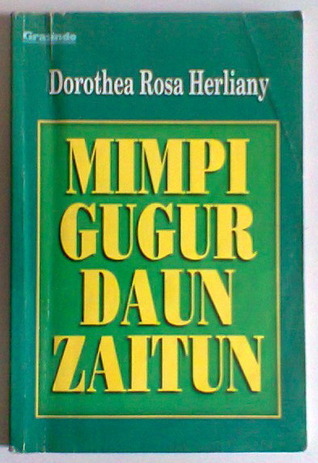 Grasindo
Dorothea Rosa Herliany
MIMPI
GUGUR
DAUN
ZAITUN